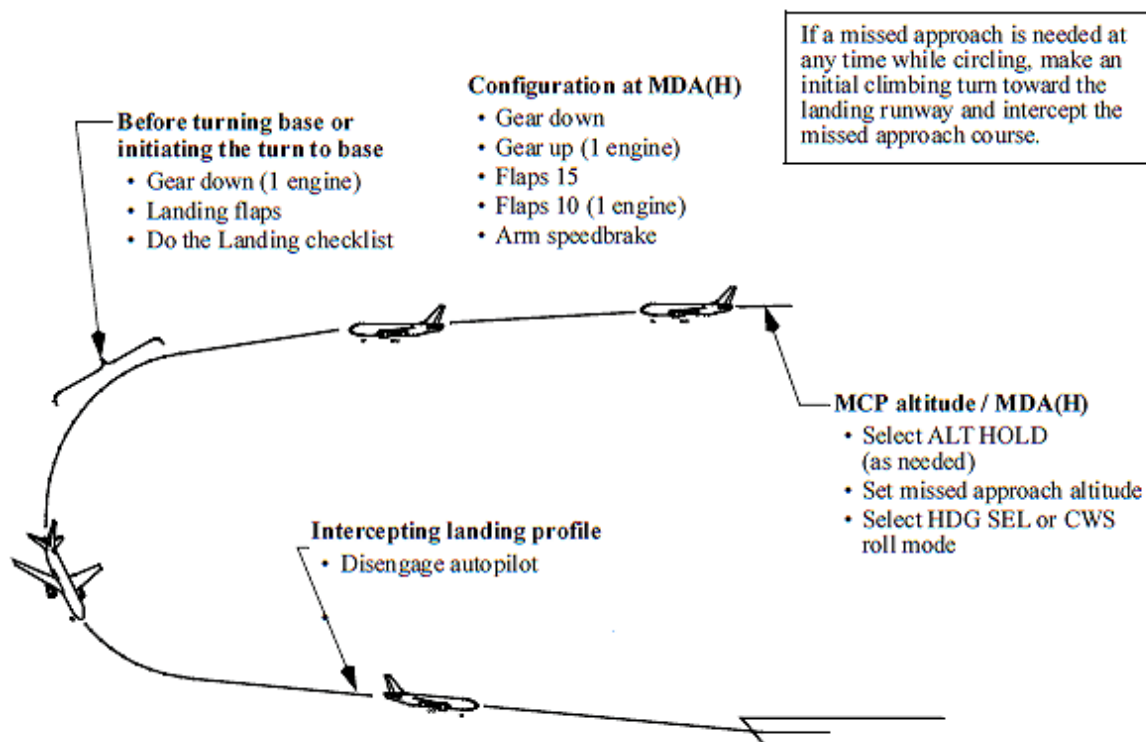 If a missed approach is needed at
any time while circling, make an
initial climbing turn toward the
landing runway and intercept the
missed approach course.
Configuration at MDA(H)
• Gear down
• Gear up (1 engine)
• Flaps 15
• Flaps 10 (1 engine)
• Arm speedbrake
Before turning base or
initiating the turn to base
• Gear down (1 engine)
• Landing flaps
• Do the Landing checklist
MCP altitude / MDA(H)
• Select ALT HOLD
(as needed)
• Set missed approach altitude
• Select HDG SEL or CWS
roll mode
Intercepting landing profile
• Disengage autopilot